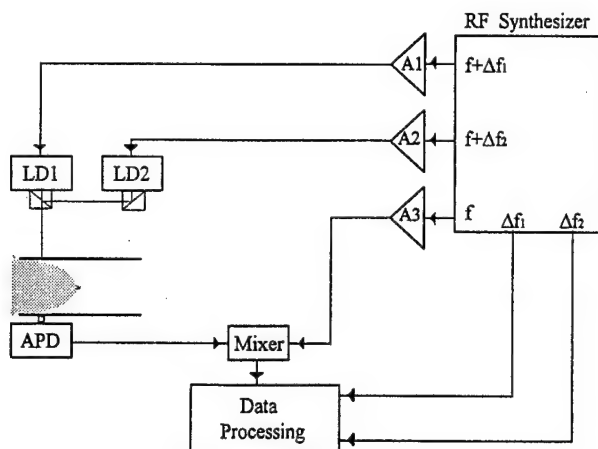 RF Synthesizer
A1
f+Δf1
A2
f+Δf2
LD1
LD2
A3
f
Δf1
Δf2
APD
Mixer
Data
Processing